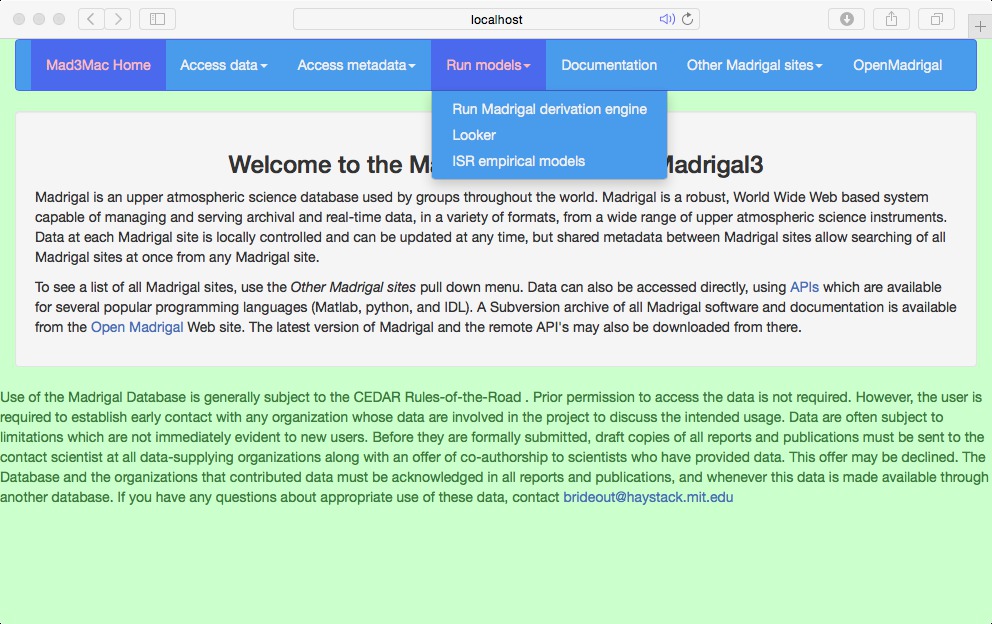 localhost
Mad3Mac Home Access data Access metadata Run models Documentation Other Madrigal sites OpenMadrigal
Run Madrigal derivation engine
Looker
ISR empirical models
Welcome to the Ma Madrigal3
Madrigal is an upper atmospheric science database used by groups throughout the world. Madrigal is a robust, World Wide Web based system
capable of managing and serving archival and real-time data, in a variety of formats, from a wide range of upper atmospheric science instruments.
Data at each Madrigal site is locally controlled and can be updated at any time, but shared metadata between Madrigal sites allow searching of all
Madrigal sites at once from any Madrigal site.
To see a list of all Madrigal sites, use the Other Madrigal sites pull down menu. Data can also be accessed directly, using APIs which are available
for several popular programming languages (Matlab, python, and IDL). A Subversion archive of all Madrigal software and documentation is available
from the Open Madrigal Web site. The latest version of Madrigal and the remote API's may also be downloaded from there.
Use of the Madrigal Database is generally subject to the CEDAR Rules-of-the-Road . Prior permission to access the data is not required. However, the user is
required to establish early contact with any organization whose data are involved in the project to discuss the intended usage. Data are often subject to
limitations which are not immediately evident to new users. Before they are formally submitted, draft copies of all reports and publications must be sent to the
contact scientist at all data-supplying organizations along with an offer of co-authorship to scientists who have provided data. This offer may be declined. The
Database and the organizations that contributed data must be acknowledged in all reports and publications, and whenever this data is made available through
another database. If you have any questions about appropriate use of these data, contact brideout@haystack.mit.edu